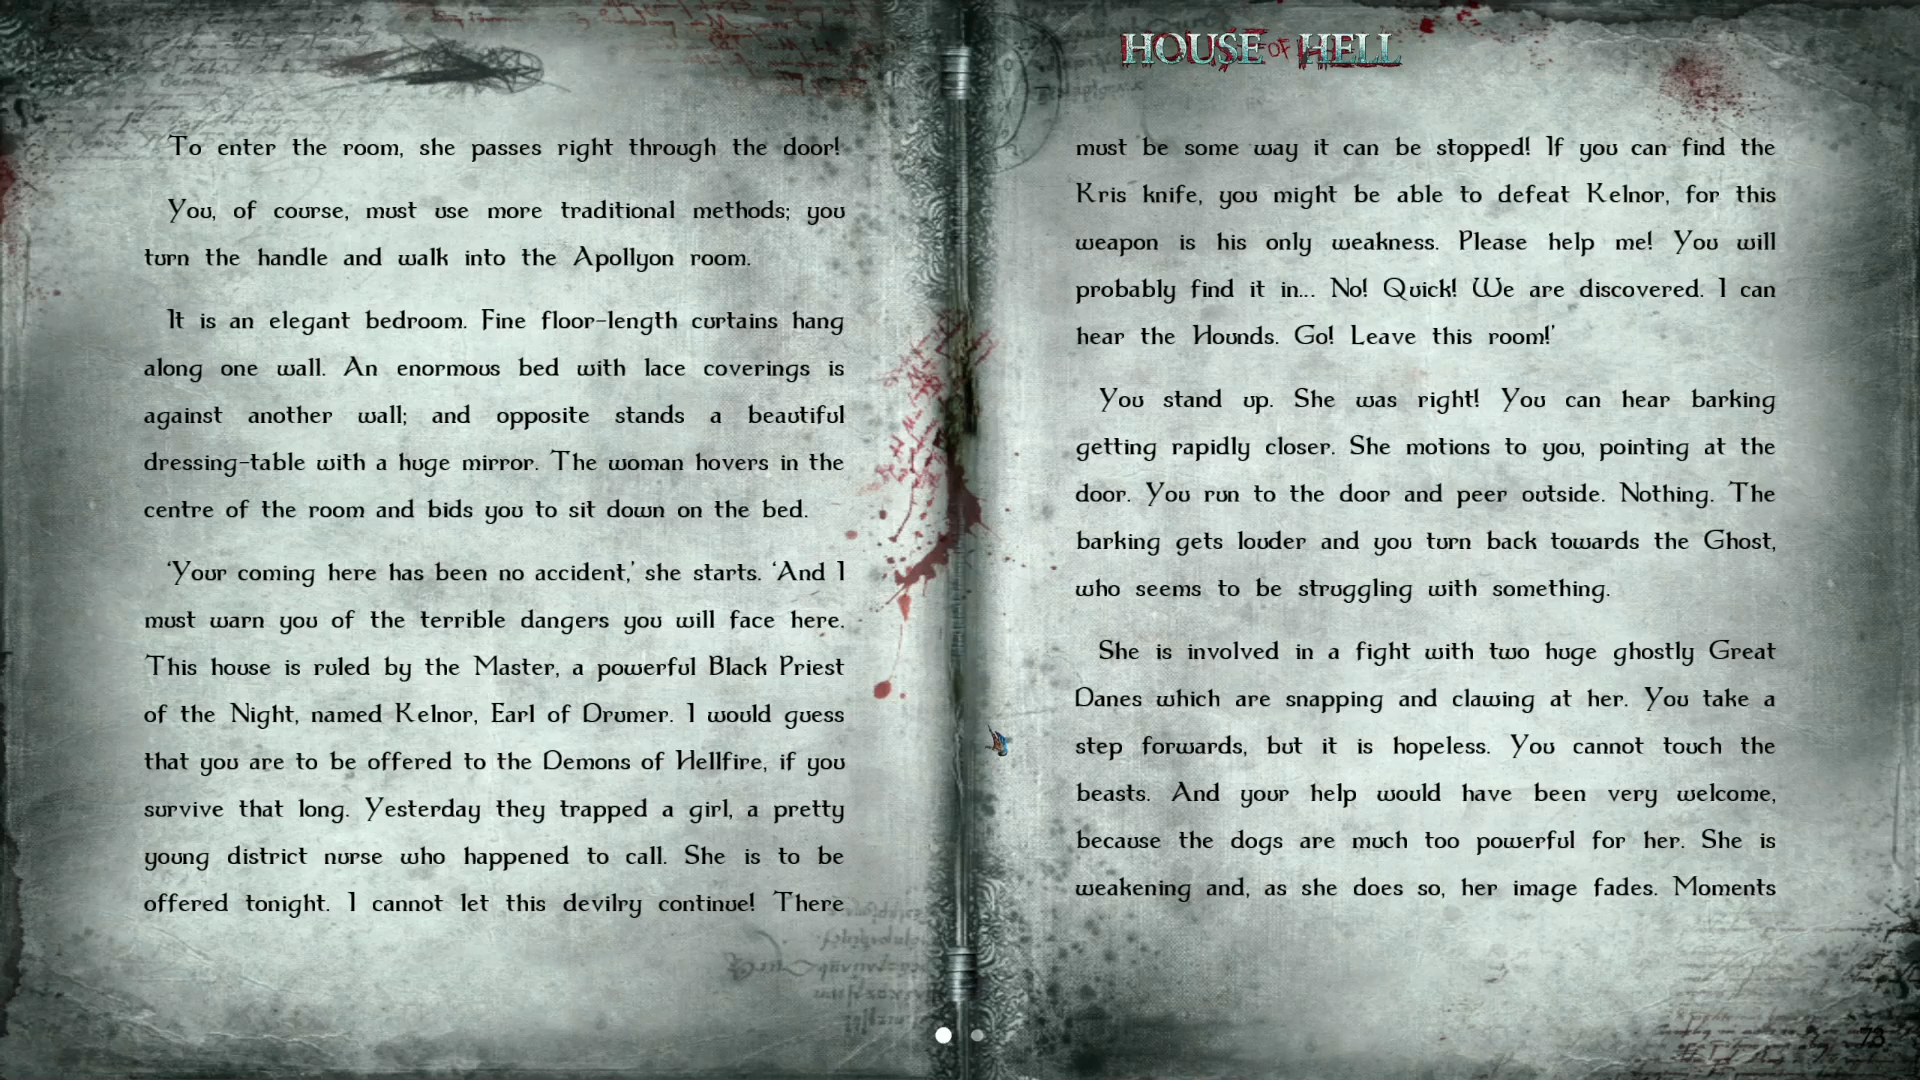 HOUSE OF HELL
To enter the room, she passes right through the door!
You, of course, must use more traditional methods; you
turn the handle and walk into the Apollyon room.
It is an elegant bedroom. Fine floor-length curtains hang
along one wall. An enormous bed with lace coverings is
against another wall; and opposite stands a beautiful
dressing-table with a huge mirror. The woman hovers in the
centre of the room and bids you to sit down on the bed.
'Your coming here has been no accident,' she starts. 'And I
must warn you of the terrible dangers you will face here.
This house is ruled by the Master, a powerful Black Priest
of the Night, named Kelnor, Earl of Drumer. I would guess
that you are to be offered to the Demons of Hellfire, if you
survive that long. Yesterday they trapped a girl, a pretty
young district nurse who happened to call. She is to be
offered tonight. I cannot let this devilry continue! There
must be some way it can be stopped! If you can find the
Kris knife, you might be able to defeat Kelnor, for this
weapon is his only weakness. Please help me! You will
probably find it in... No! Quick! We are discovered. I can
hear the Hounds. Go! Leave this room!'
You stand up. She was right! You can hear barking
getting rapidly closer. She motions to you, pointing at the
door. You run to the door and peer outside. Nothing. The
barking gets louder and you turn back towards the Ghost,
who seems to be struggling with something.
She is involved in a fight with two huge ghostly Great
Danes which are snapping and clawing at her. You take a
step forwards, but it is hopeless. You cannot touch the
beasts. And your help would have been very welcome,
because the dogs are much too powerful for her. She is
weakening and, as she does so, her image fades. Moments
73